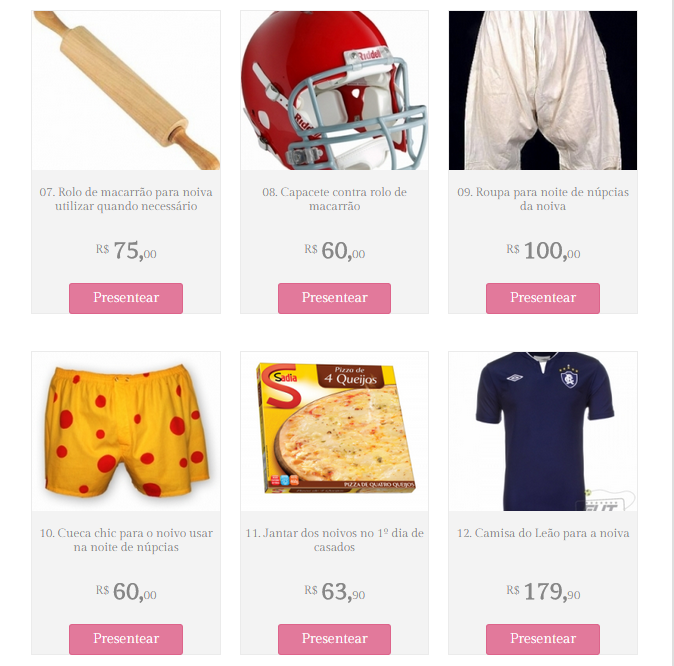 Riddell
07. Rolo de macarrão para noiva
utilizar quando necessário
08. Capacete contra rolo de
macarrão
09. Roupa para noite de núpcias
da noiva
R$ 75,00
R$ 60,00
R$ 100,00
Presentear
Presentear
Presentear
Sadia
Pizza de
4 Queijos
PIZZA DE QUATRO QUEIJOS
10. Cueca chic para o noivo usar
na noite de núpcias
11. Jantar dos noivos no 1º dia de
casados
12. Camisa do Leão para a noiva
R$ 60,00
R$ 63,90
R$ 179,90
Presentear
Presentear
Presentear